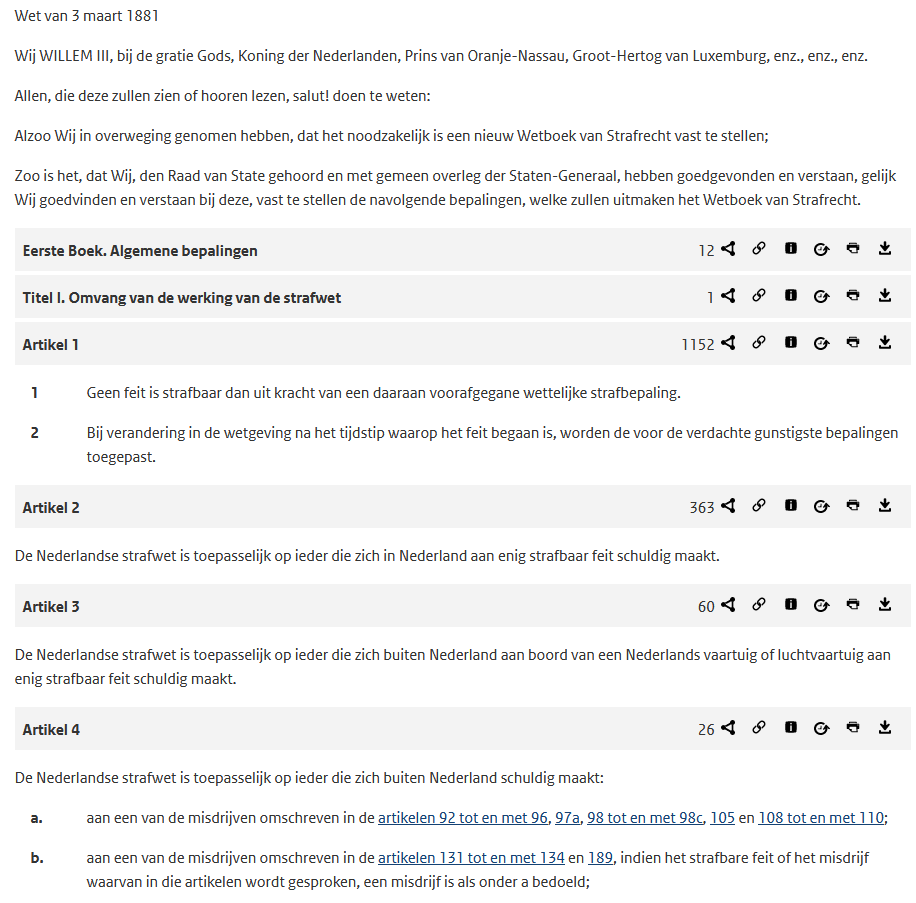 Wet van 3 maart 1881
Wij WILLEM III, bij de gratie Gods, Koning der Nederlanden, Prins van Oranje-Nassau, Groot-Hertog van Luxemburg, enz., enz., enz.
Allen, die deze zullen zien of hooren lezen, salut! doen te weten:
Alzoo Wij in overweging genomen hebben, dat het noodzakelijk is een nieuw Wetboek van Strafrecht vast te stellen;
Zoo is het, dat Wij, den Raad van State gehoord en met gemeen overleg der Staten-Generaal, hebben goedgevonden en verstaan, gelijk
Wij goedvinden en verstaan bij deze, vast te stellen de navolgende bepalingen, welke zullen uitmaken het Wetboek van Strafrecht.
Eerste Boek. Algemene bepalingen 12
Titel I. Omvang van de werking van de strafwet 1
Artikel 1 1152
1 Geen feit is strafbaar dan uit kracht van een daaraan voorafgegane wettelijke strafbepaling.
2 Bij verandering in de wetgeving na het tijdstip waarop het feit begaan is, worden de voor de verdachte gunstigste bepalingen
toegepast.
Artikel 2 363
De Nederlandse strafwet is toepasselijk op ieder die zich in Nederland aan enig strafbaar feit schuldig maakt.
Artikel 3 60
De Nederlandse strafwet is toepasselijk op ieder die zich buiten Nederland aan boord van een Nederlands vaartuig of luchtvaartuig aan
enig strafbaar feit schuldig maakt.
Artikel 4 26
De Nederlandse strafwet is toepasselijk op ieder die zich buiten Nederland schuldig maakt:
a. aan een van de misdrijven omschreven in de artikelen 92 tot en met 96, 97a, 98 tot en met 98c, 105 en 108 tot en met 110;
b. aan een van de misdrijven omschreven in de artikelen 131 tot en met 134 en 189, indien het strafbare feit of het misdrijf
waarvan in die artikelen wordt gesproken, een misdrijf is als onder a bedoeld;